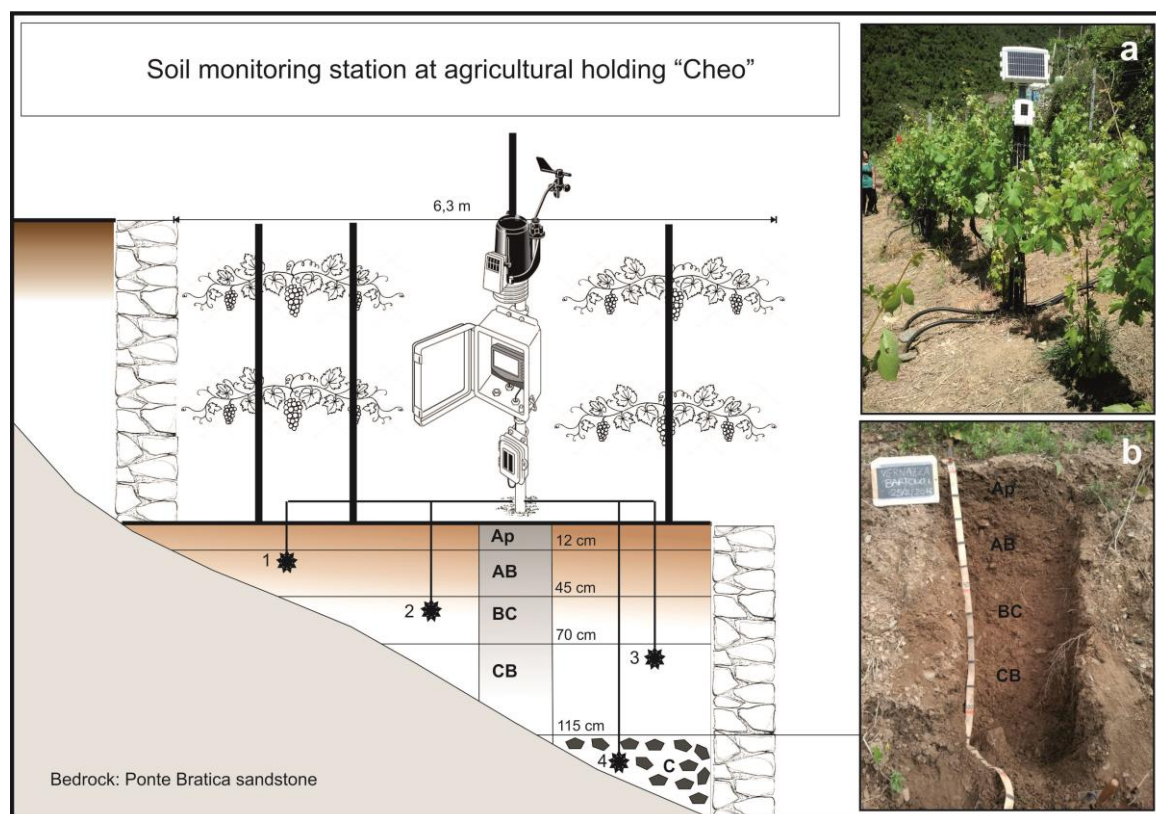 Soil monitoring station at agricultural holding “Cheo”
a
6,3 m
b
VERNAZZA
Ap
AB
BC
CB
Ap
12 cm
1
AB
45 cm
2
BC
70 cm
3
CB
115 cm
4
C
Bedrock: Ponte Bratica sandstone